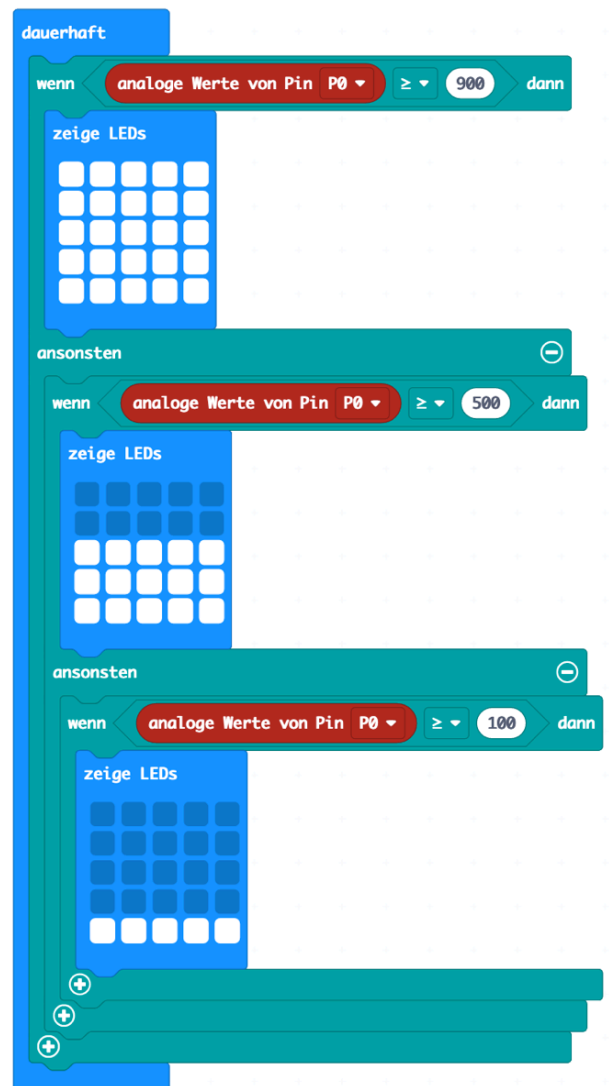 dauerhaft
wenn analoge Werte von Pin P0 ≥ 900 dann
zeige LEDs
ansonsten
wenn analoge Werte von Pin P0 ≥ 500 dann
zeige LEDs
ansonsten
wenn analoge Werte von Pin P0 ≥ 100 dann
zeige LEDs